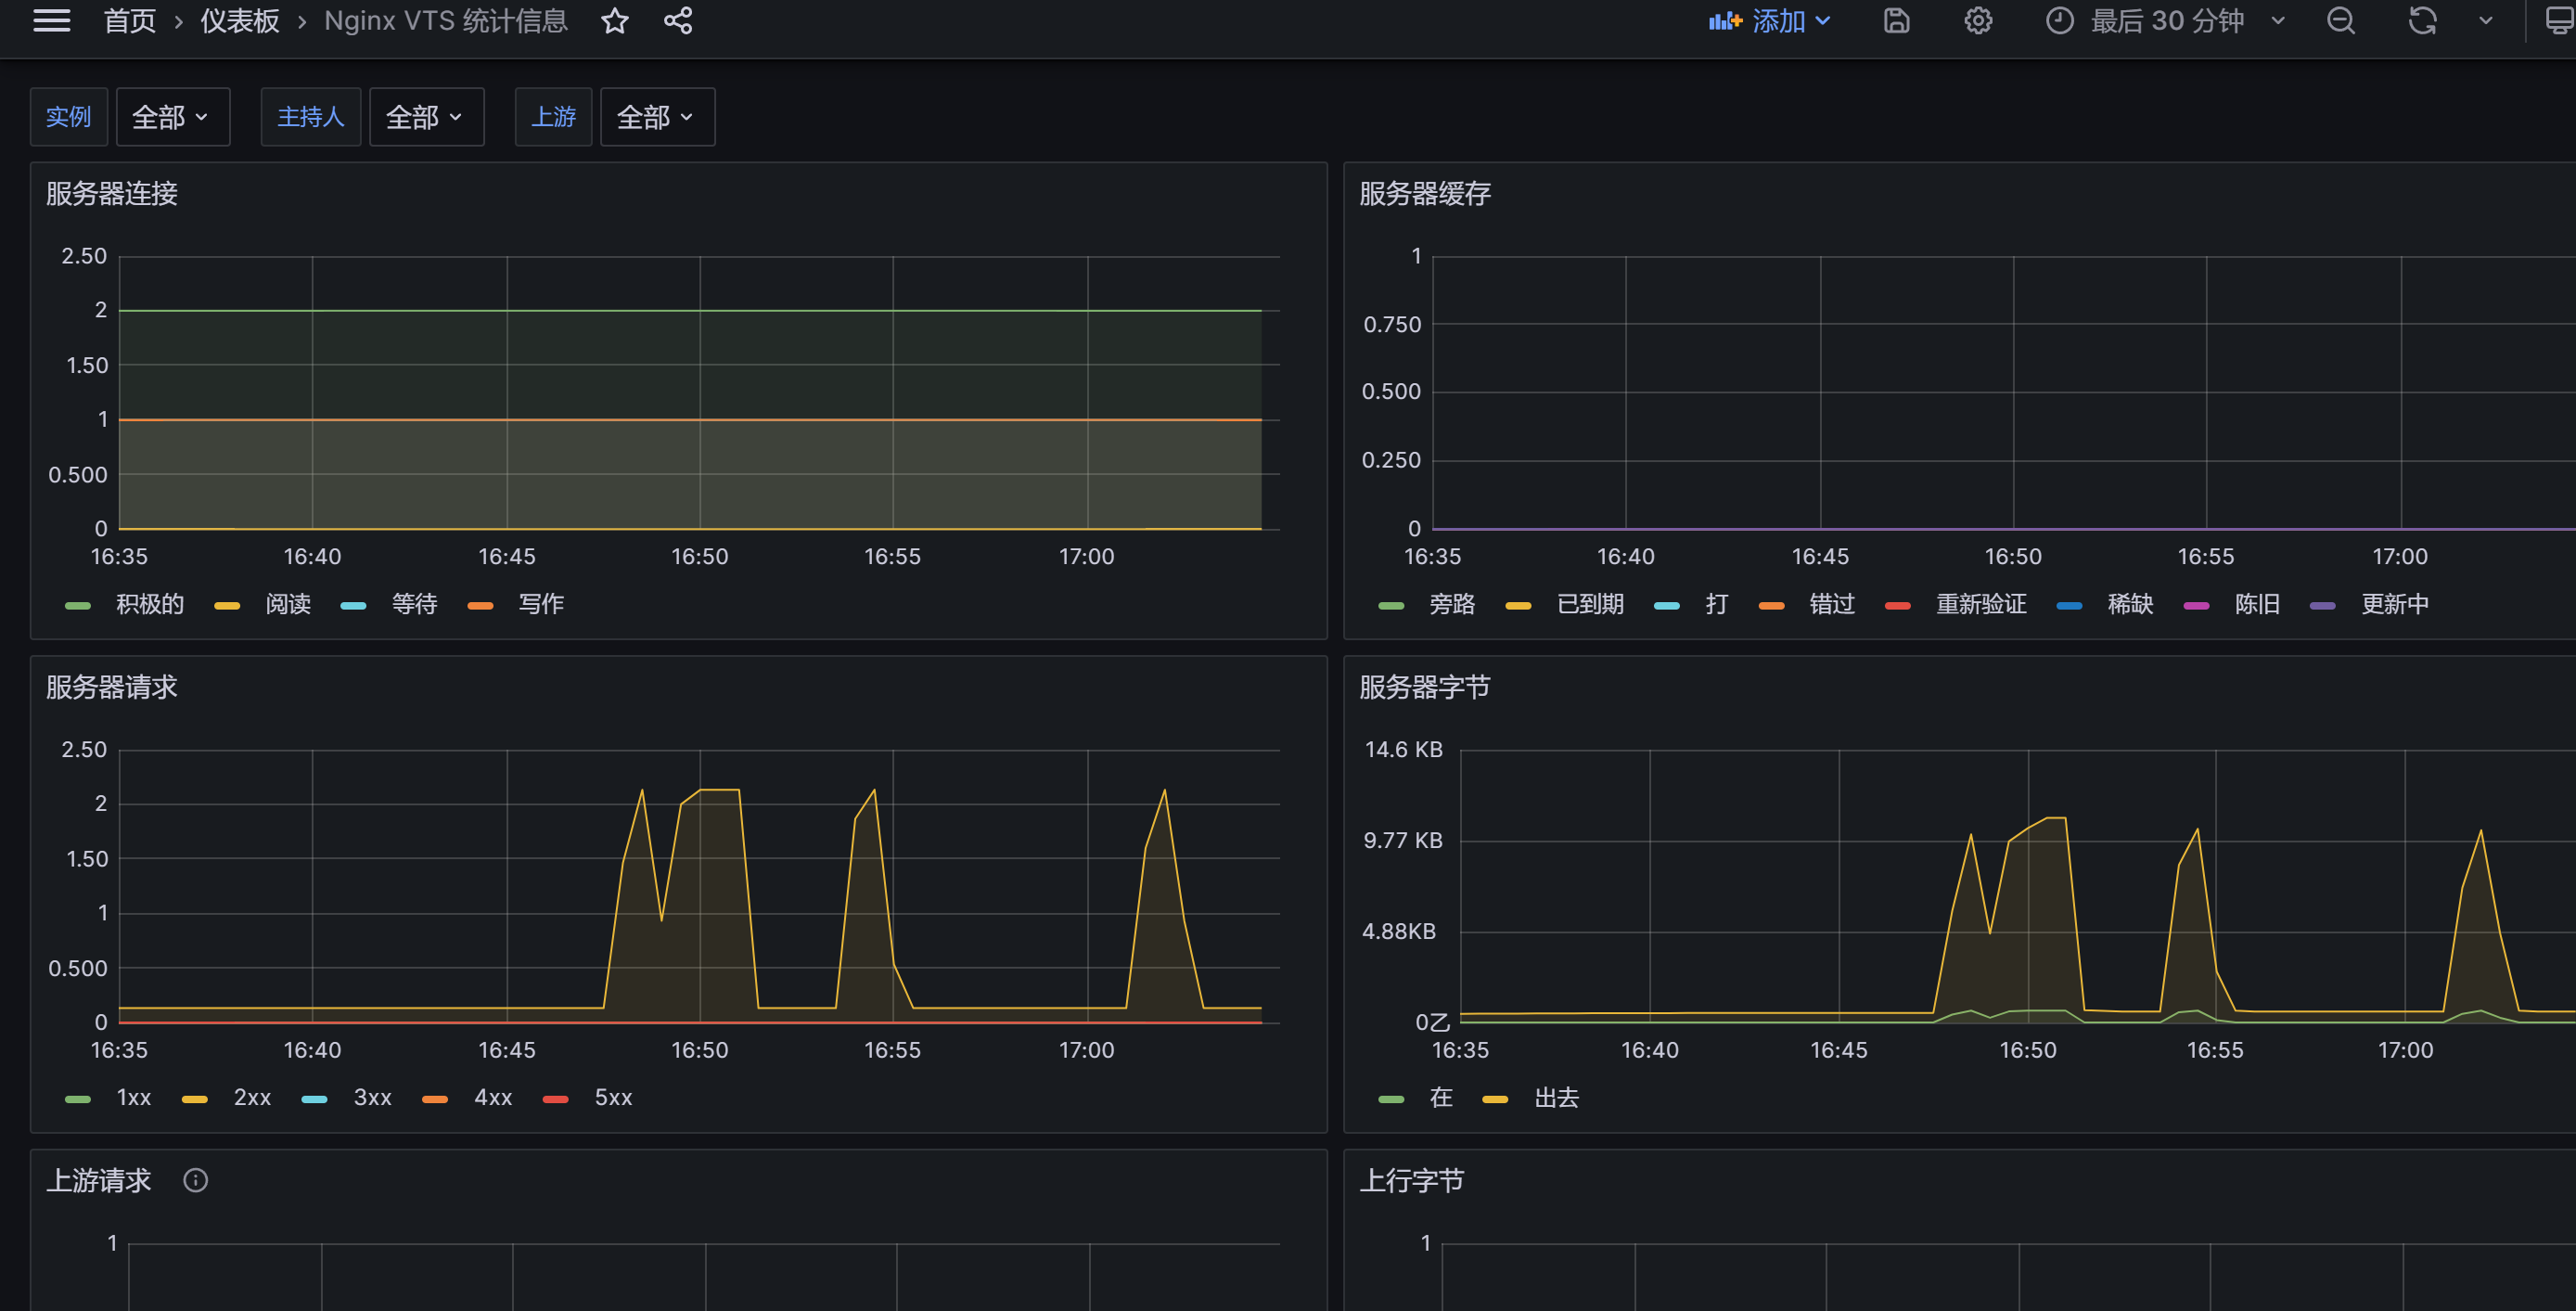 首页 › 仪表板 › Nginx VTS 统计信息 添加 最后 30 分钟
实例 全部 主持人 全部 上游 全部
服务器连接
2.50
2
1.50
1
0.500
0
16:35 16:40 16:45 16:50 16:55 17:00
积极的 阅读 等待 写作
服务器缓存
1
0.750
0.500
0.250
0
16:35 16:40 16:45 16:50 16:55 17:00
旁路 已到期 打 错过 重新验证 稀缺 陈旧 更新中
服务器请求
2.50
2
1.50
1
0.500
0
16:35 16:40 16:45 16:50 16:55 17:00
1xx 2xx 3xx 4xx 5xx
服务器字节
14.6 KB
9.77 KB
4.88KB
0乙
16:35 16:40 16:45 16:50 16:55 17:00
在 出去
上游请求
1
上行字节
1